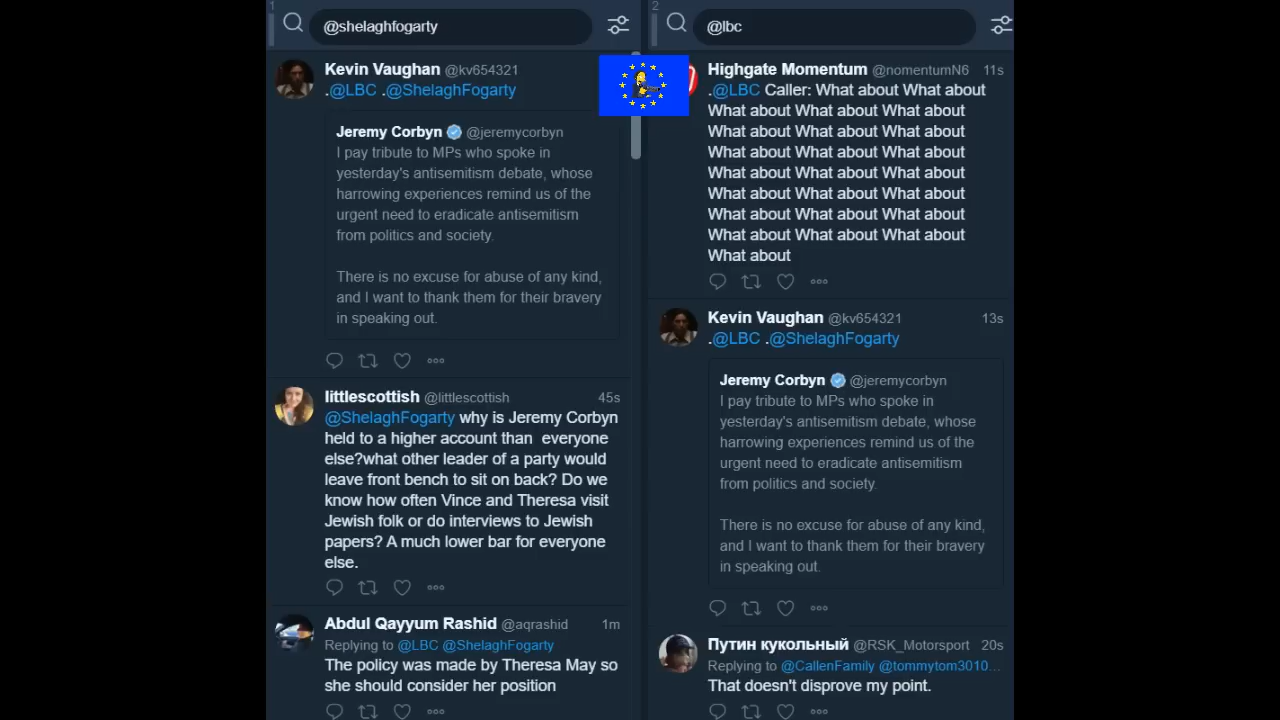 1
@shelaghfogarty
Kevin Vaughan @kv654321
.@LBC .@ShelaghFogarty
Jeremy Corbyn @jeremycorbyn
I pay tribute to MPs who spoke in
yesterday's antisemitism debate, whose
harrowing experiences remind us of the
urgent need to eradicate antisemitism
from politics and society.
There is no excuse for abuse of any kind,
and I want to thank them for their bravery
in speaking out.
littlescottish @littlescottish 45s
@ShelaghFogarty why is Jeremy Corbyn
held to a higher account than everyone
else?what other leader of a party would
leave front bench to sit on back? Do we
know how often Vince and Theresa visit
Jewish folk or do interviews to Jewish
papers? A much lower bar for everyone
else.
Abdul Qayyum Rashid @aqrashid 1m
Replying to @LBC @ShelaghFogarty
The policy was made by Theresa May so
she should consider her position
2
@lbc
Highgate Momentum @nomentumN6 11s
.@LBC Caller: What about What about
What about What about What about
What about What about What about
What about What about What about
What about What about What about
What about What about What about
What about What about What about
What about What about What about
What about
Kevin Vaughan @kv654321 13s
.@LBC .@ShelaghFogarty
Jeremy Corbyn @jeremycorbyn
I pay tribute to MPs who spoke in
yesterday's antisemitism debate, whose
harrowing experiences remind us of the
urgent need to eradicate antisemitism
from politics and society.
There is no excuse for abuse of any kind,
and I want to thank them for their bravery
in speaking out.
Путин кукольный @RSK_Motorsport 20s
Replying to @CallenFamily @tommytom3010...
That doesn't disprove my point.